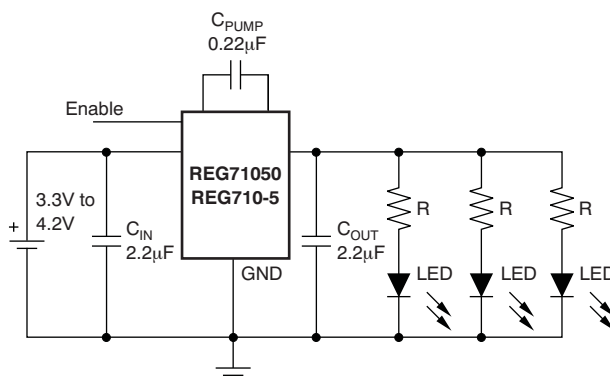 C_PUMP
0.22µF
Enable
REG71050
REG710-5
3.3V to
4.2V
+
C_IN
2.2µF
GND
C_OUT
2.2µF
R
R
R
LED
LED
LED